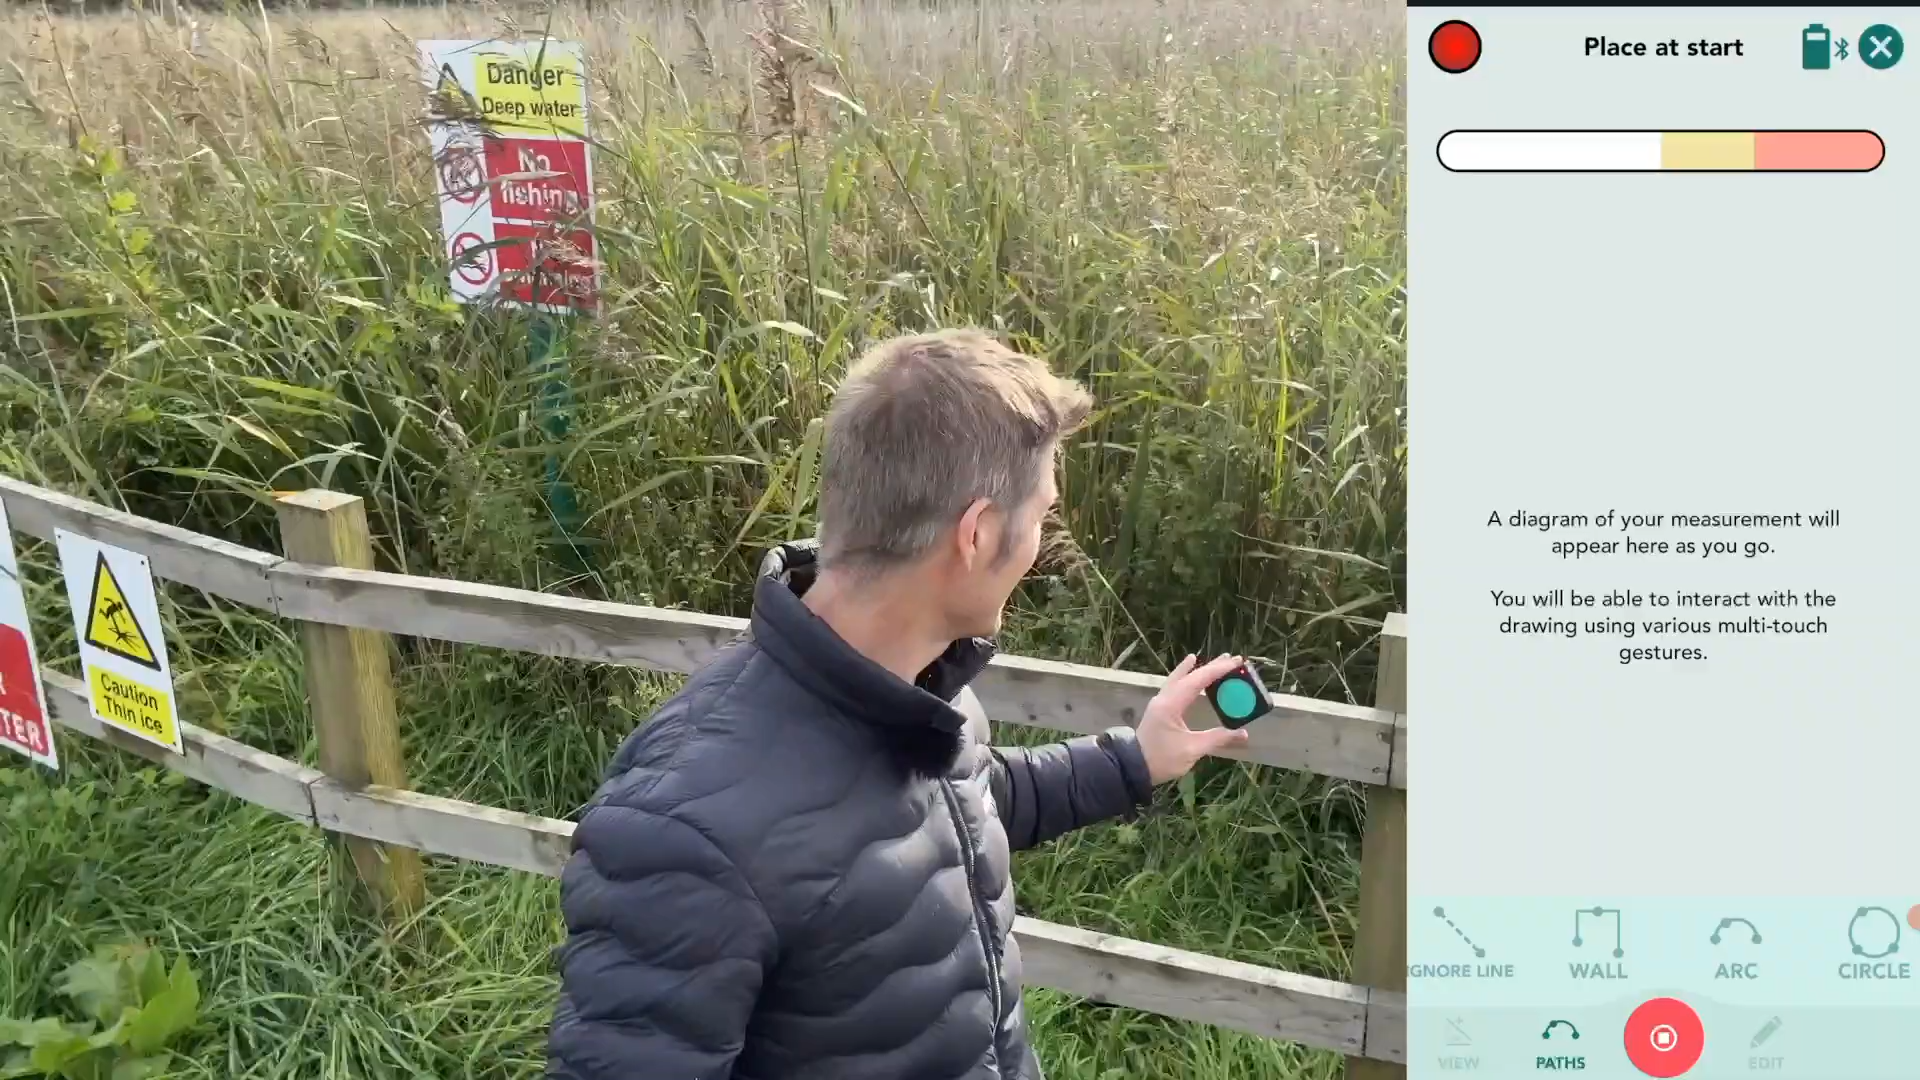 Danger
Deep water
No
fishing
Caution
Thin ice
TER
Place at start
A diagram of your measurement will
appear here as you go.
You will be able to interact with the
drawing using various multi-touch
gestures.
IGNORE LINE
WALL
ARC
CIRCLE
VIEW
PATHS
EDIT